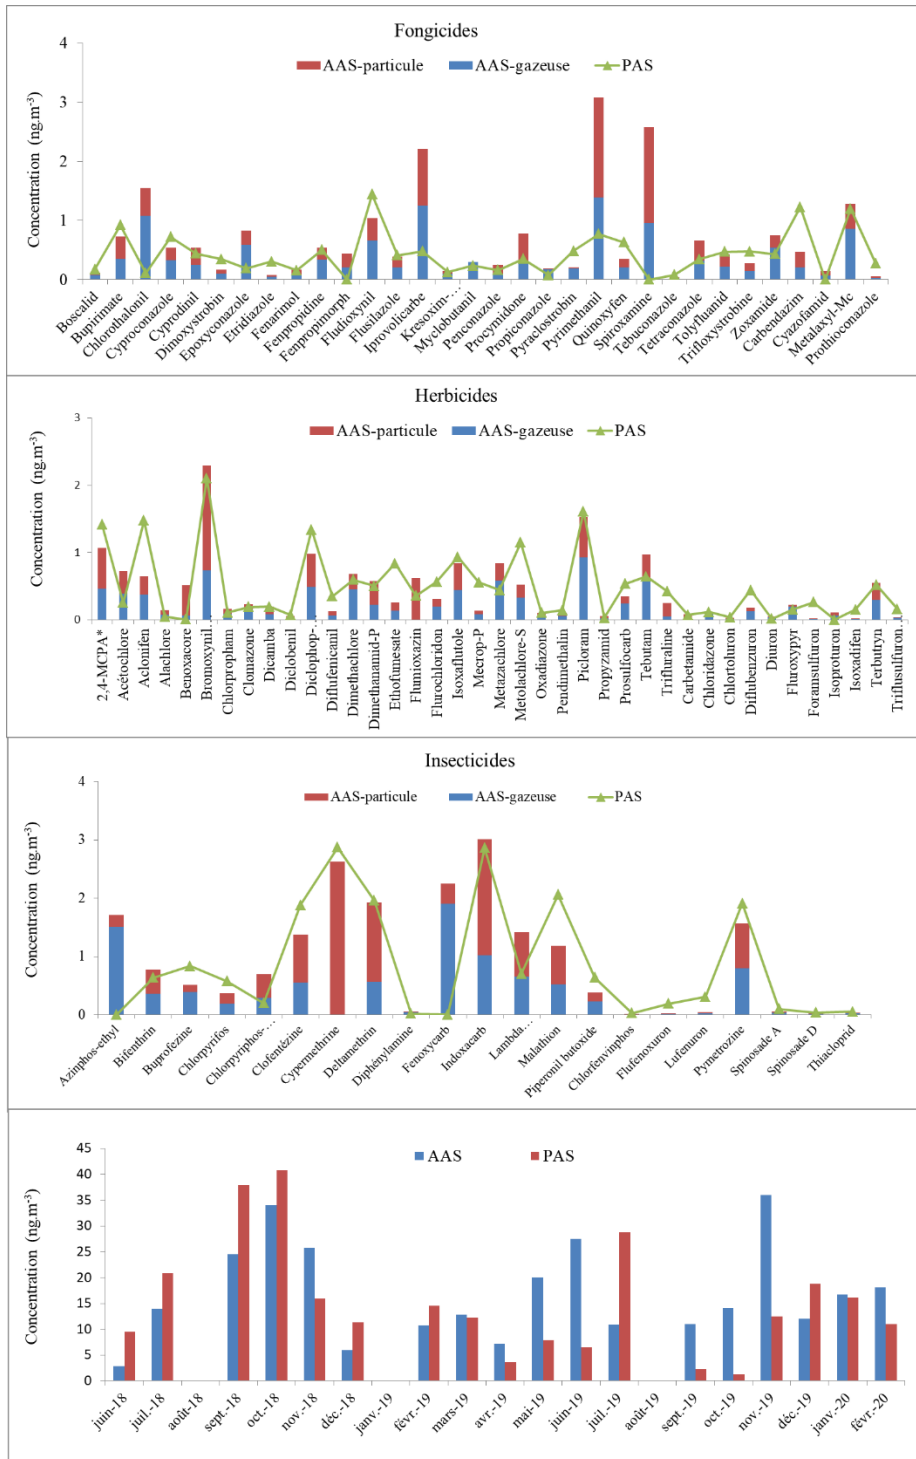 Fongicides
AAS-particule AAS-gazeuse PAS
Concentration (ng.m-3)
4
3
2
1
0
Boscalid
Bupirimate
Chlorothalonil
Cyproconazole
Cyprodinil
Dimoxystrobin
Epoxyconazole
Etridiazole
Fenarimol
Fenpropidine
Fenpropimorph
Fludioxynil
Flusilazole
Iprovolicarbe
Kresoxim-…
Myclobutanil
Penconazole
Procymidone
Propiconazole
Pyraclostrobin
Pyrimethanil
Quinoxyfen
Spiroxamine
Tebuconazole
Tetraconazole
Tolyfluanid
Trifloxystrobine
Zoxamide
Carbendazim
Cyazofamid
Metalaxyl-Mc
Prothioconazole
Herbicides
AAS-particule AAS-gazeuse PAS
Concentration (ng.m-3)
3
2
1
0
2,4-MCPA*
Acétochlore
Aclonifen
Alachlore
Benoxacore
Bromoxynil…
Chlorpropham
Clomazone
Dicamba
Diclobenil
Diclophop-…
Diflufenicanil
Dimethachlore
Dimethanamid-P
Ethofumesate
Flumioxazin
Flurochloridon
Isoxaflutole
Mecrop-P
Metazachlore
Metolachlore-S
Oxadiazone
Pendimethalin
Picloram
Propyzamid
Prosulfocarb
Tebutam
Trifluraline
Carbetamide
Chloridazone
Chlortoluron
Diflubenzuron
Diuron
Fluroxypyr
Foramsulfuron
Isoproturon
Isoxadifen
Terbutryn
Triflusulfuron…
Insecticides
AAS-particule AAS-gazeuse PAS
Concentration (ng.m-3)
4
3
2
1
0
Azinphos-ethyl
Bifenthrin
Buprofezine
Chlorpyrifos
Chlorpyriphos-…
Clofentézine
Cypermethrine
Deltamethrin
Diphénylamine
Fenoxycarb
Indoxacarb
Lambda…
Malathion
Piperonil butoxide
Chlorfenvinphos
Flufenoxuron
Lufenuron
Pymetrozine
Spinosade A
Spinosade D
Thiacloprid
AAS PAS
Concentration (ng.m-3)
45
40
35
30
25
20
15
10
5
0
juin-18
juil.-18
août-18
sept.-18
oct.-18
nov.-18
déc.-18
janv.-19
févr.-19
mars-19
avr.-19
mai-19
juin-19
juil.-19
août-19
sept.-19
oct.-19
nov.-19
déc.-19
janv.-20
févr.-20